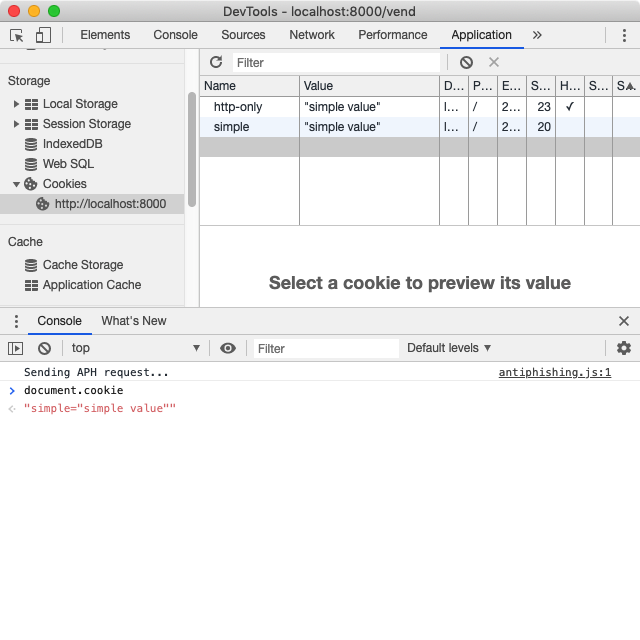 DevTools - localhost:8000/vend
Elements Console Sources Network Performance Application »
Storage
Local Storage
Session Storage
IndexedDB
Web SQL
Cookies
http://localhost:8000
Cache
Cache Storage
Application Cache
Filter
Name Value D... P... E... S... H... S... SA
http-only "simple value" l... / 2... 23 ✓
simple "simple value" l... / 2... 20
Select a cookie to preview its value
Console What's New
top Filter Default levels
Sending APH request... antiphishing.js:1
document.cookie
"simple="simple value""